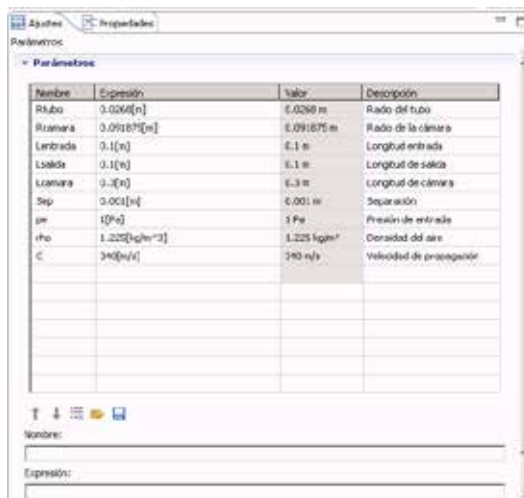 Ajustes Propiedades
Parámetros
Parámetros
Nombre Expresión Valor Descripción
Rtubo 0.0268[m] 0.0268 m Radio del tubo
Rcamara 0.091875[m] 0.091875 m Radio de la cámara
Lentrada 0.1[m] 0.1 m Longitud entrada
Lsalida 0.1[m] 0.1 m Longitud de salida
Lcamara 0.3[m] 0.3 m Longitud de cámara
Sep 0.001[m] 0.001 m Separación
pe 1[Pa] 1 Pa Presión de entrada
rho 1.225[kg/m^3] 1.225 kg/m³ Densidad del aire
C 340[m/s] 340 m/s Velocidad de propagación
Nombre:
Expresión: